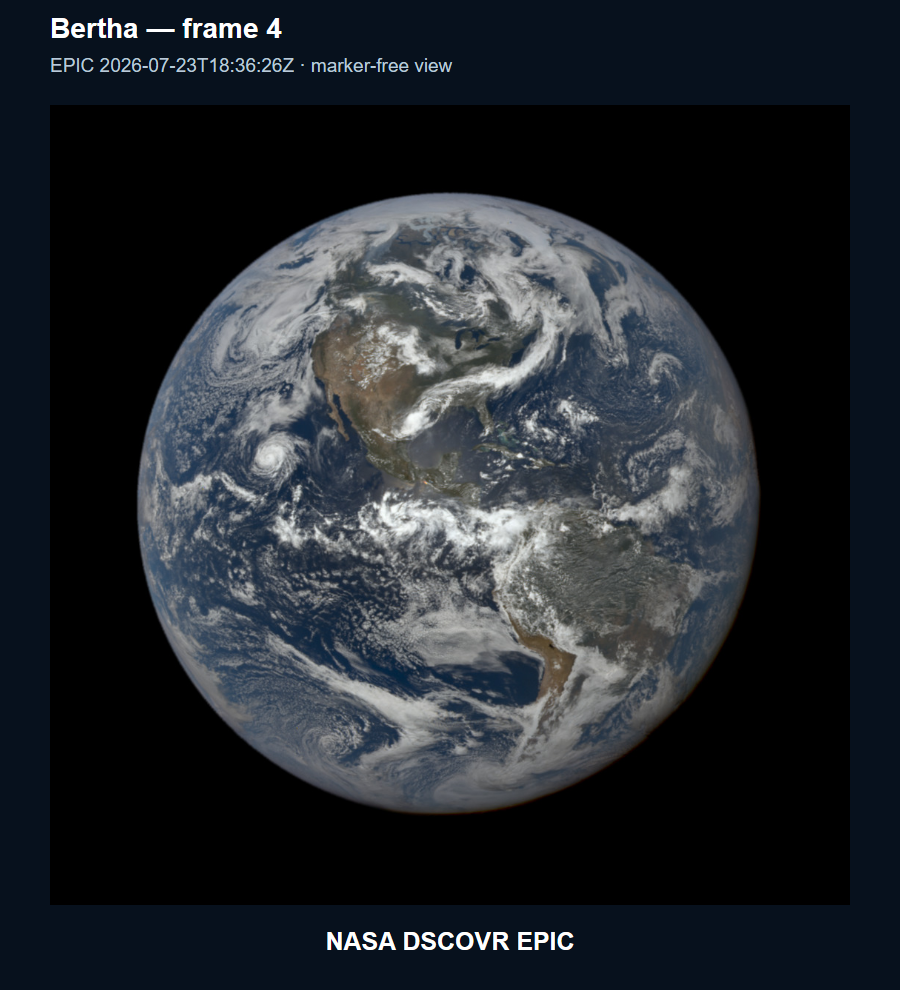 Bertha — frame 4
EPIC 2026-07-23T18:36:26Z · marker-free view
NASA DSCOVR EPIC